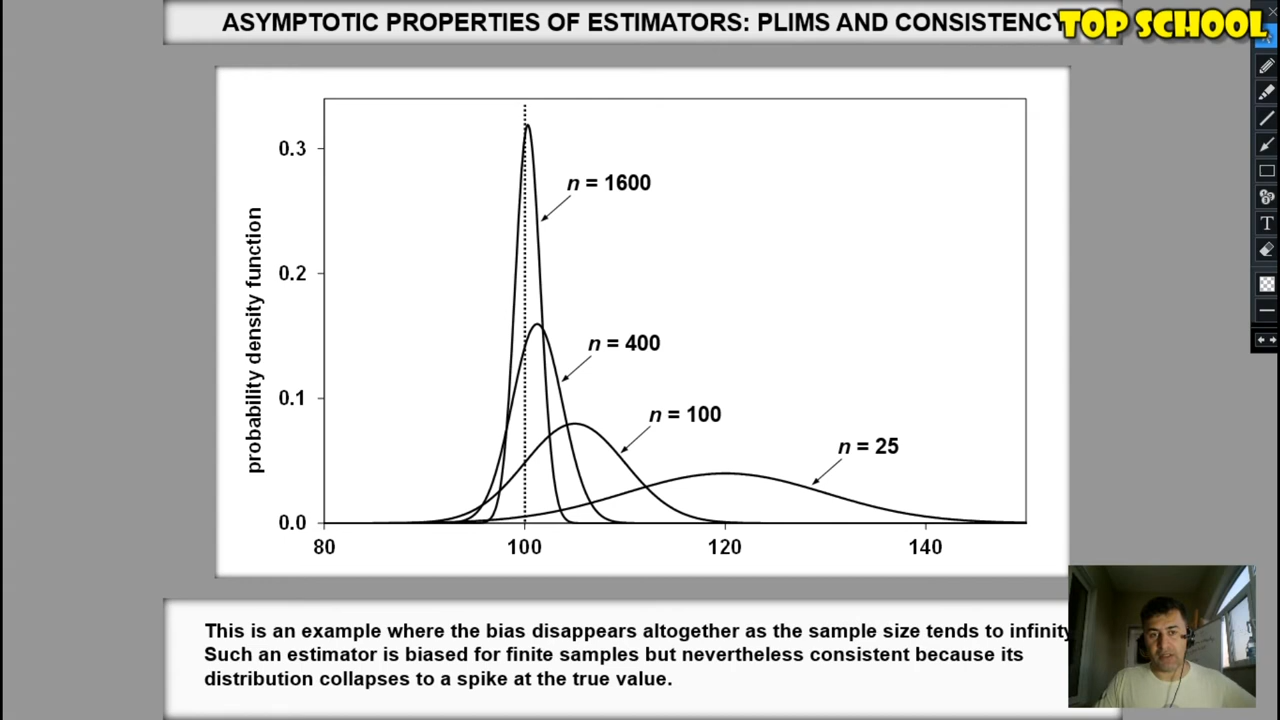 ASYMPTOTIC PROPERTIES OF ESTIMATORS: PLIMS AND CONSISTENCY
TOP SCHOOL
0.3
n = 1600
0.2
n = 400
0.1
n = 100
n = 25
0.0
probability density function
80 100 120 140
This is an example where the bias disappears altogether as the sample size tends to infinity
Such an estimator is biased for finite samples but nevertheless consistent because its
distribution collapses to a spike at the true value.
T